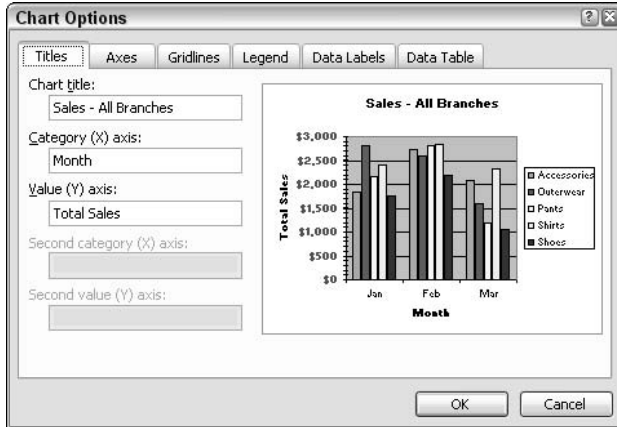 Chart Options
Titles Axes Gridlines Legend Data Labels Data Table
Chart title:
Sales - All Branches
Category (X) axis:
Month
Value (Y) axis:
Total Sales
Second category (X) axis:
Second value (Y) axis:
Sales - All Branches
Total Sales
$3,000
$2,500
$2,000
$1,500
$1,000
$500
$0
Jan Feb Mar
Month
Accessories
Outerwear
Pants
Shirts
Shoes
OK Cancel